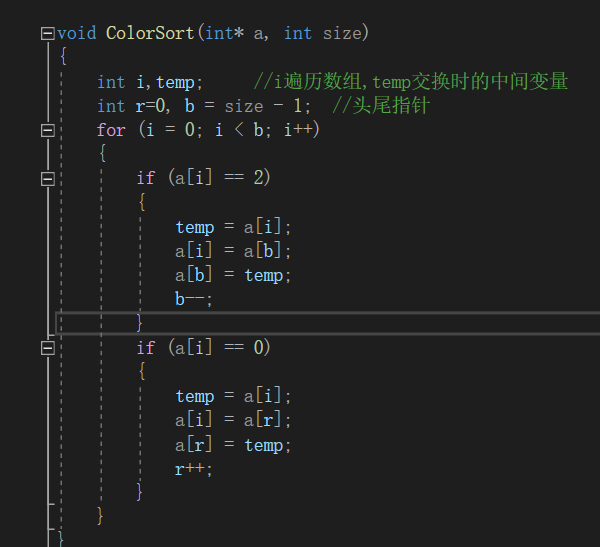 void ColorSort(int* a, int size)
{
int i,temp;     //i遍历数组,temp交换时的中间变量
int r=0, b = size - 1;  //头尾指针
for (i = 0; i < b; i++)
{
if (a[i] == 2)
{
temp = a[i];
a[i] = a[b];
a[b] = temp;
b--;
}
if (a[i] == 0)
{
temp = a[i];
a[i] = a[r];
a[r] = temp;
r++;
}
}
}